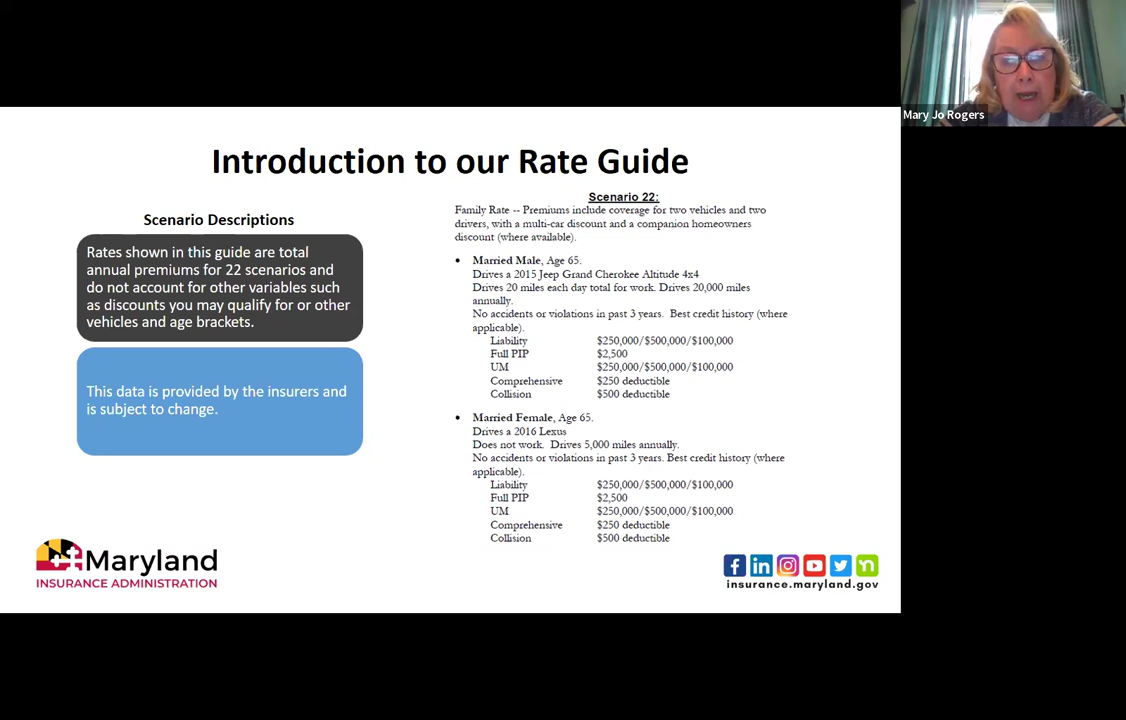 Mary Jo Rogers
Introduction to our Rate Guide
Scenario Descriptions
Rates shown in this guide are total
annual premiums for 22 scenarios and
do not account for other variables such
as discounts you may qualify for or other
vehicles and age brackets.
This data is provided by the insurers and
is subject to change.
Scenario 22:
Family Rate -- Premiums include coverage for two vehicles and two
drivers, with a multi-car discount and a companion homeowners
discount (where available).
• Married Male, Age 65.
Drives a 2015 Jeep Grand Cherokee Altitude 4x4
Drives 20 miles each day total for work. Drives 20,000 miles
annually.
No accidents or violations in past 3 years. Best credit history (where
applicable).
Liability $250,000/$500,000/$100,000
Full PIP $2,500
UM $250,000/$500,000/$100,000
Comprehensive $250 deductible
Collision $500 deductible
• Married Female, Age 65.
Drives a 2016 Lexus
Does not work. Drives 5,000 miles annually.
No accidents or violations in past 3 years. Best credit history (where
applicable).
Liability $250,000/$500,000/$100,000
Full PIP $2,500
UM $250,000/$500,000/$100,000
Comprehensive $250 deductible
Collision $500 deductible
Maryland
INSURANCE ADMINISTRATION
insurance.maryland.gov